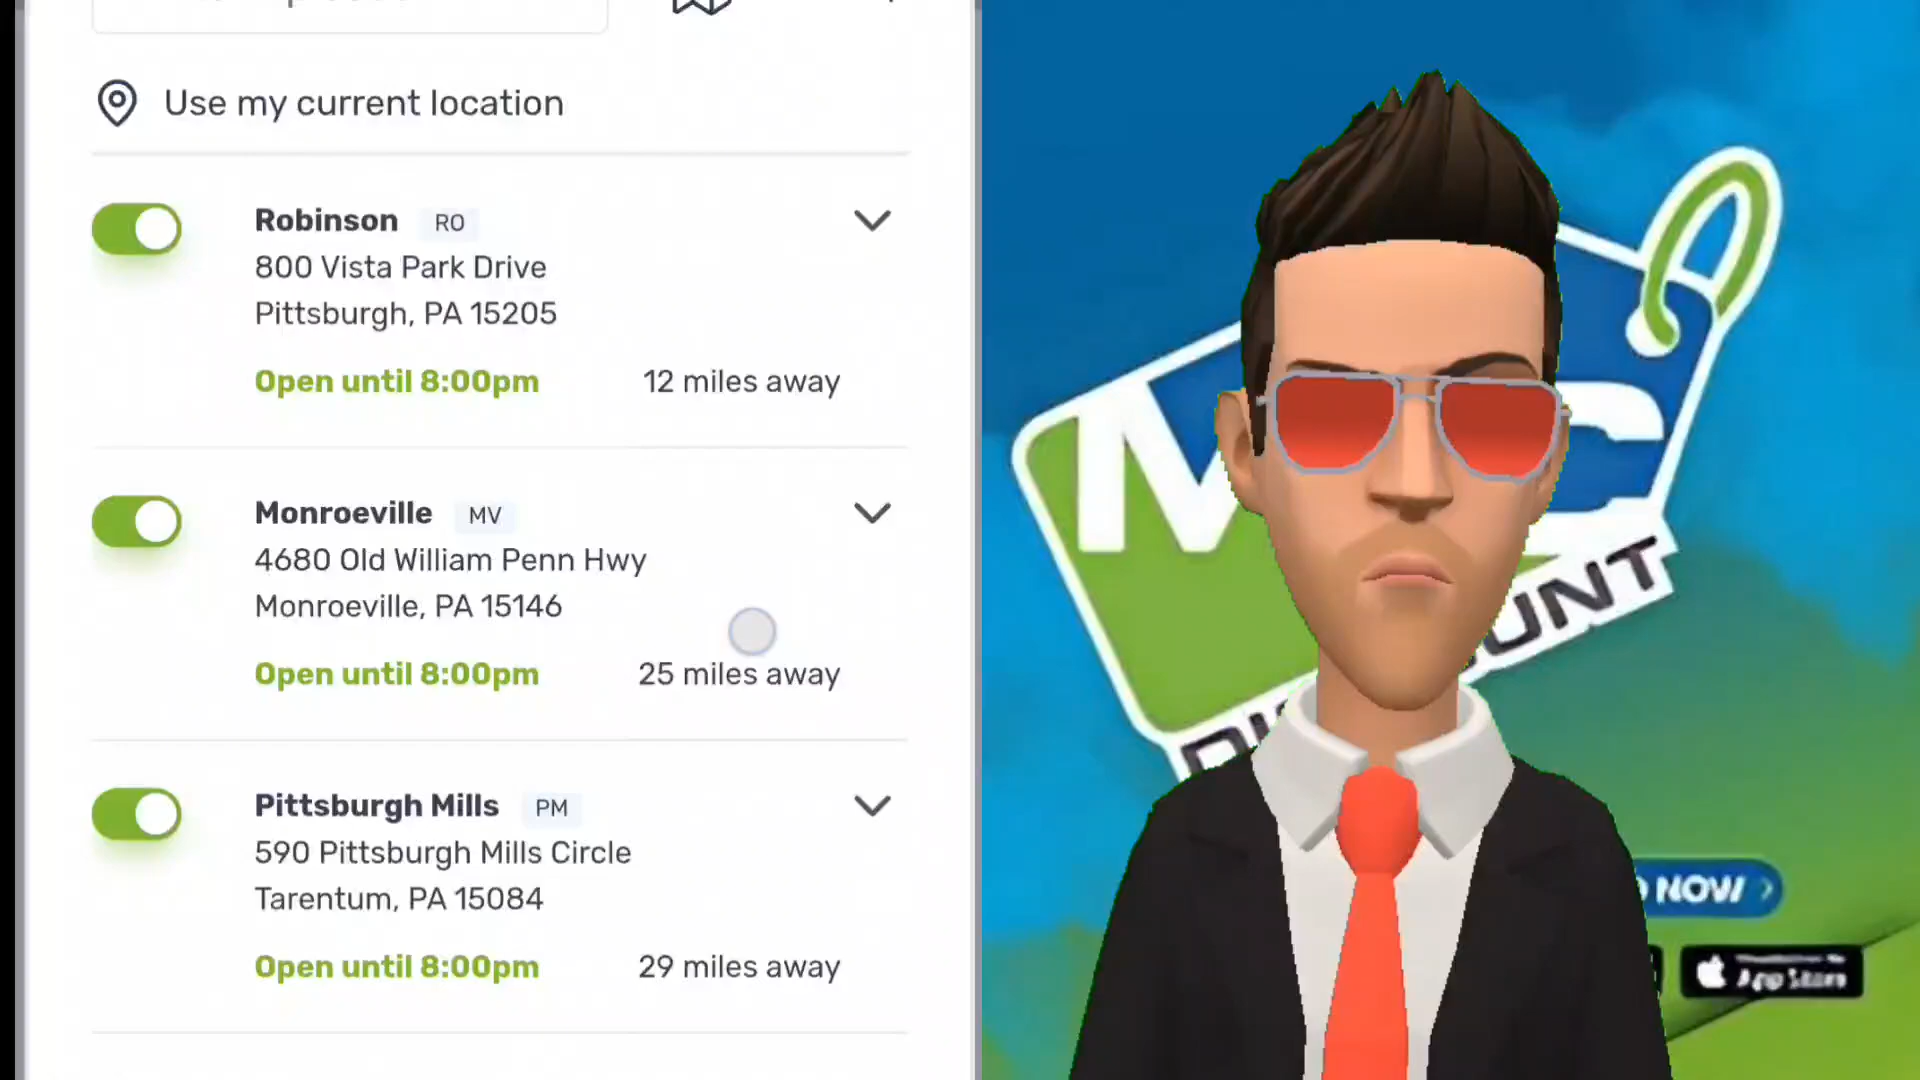 Use my current location
Robinson RO
800 Vista Park Drive
Pittsburgh, PA 15205
Open until 8:00pm 12 miles away
Monroeville MV
4680 Old William Penn Hwy
Monroeville, PA 15146
Open until 8:00pm 25 miles away
Pittsburgh Mills PM
590 Pittsburgh Mills Circle
Tarentum, PA 15084
Open until 8:00pm 29 miles away
NOW
App Store